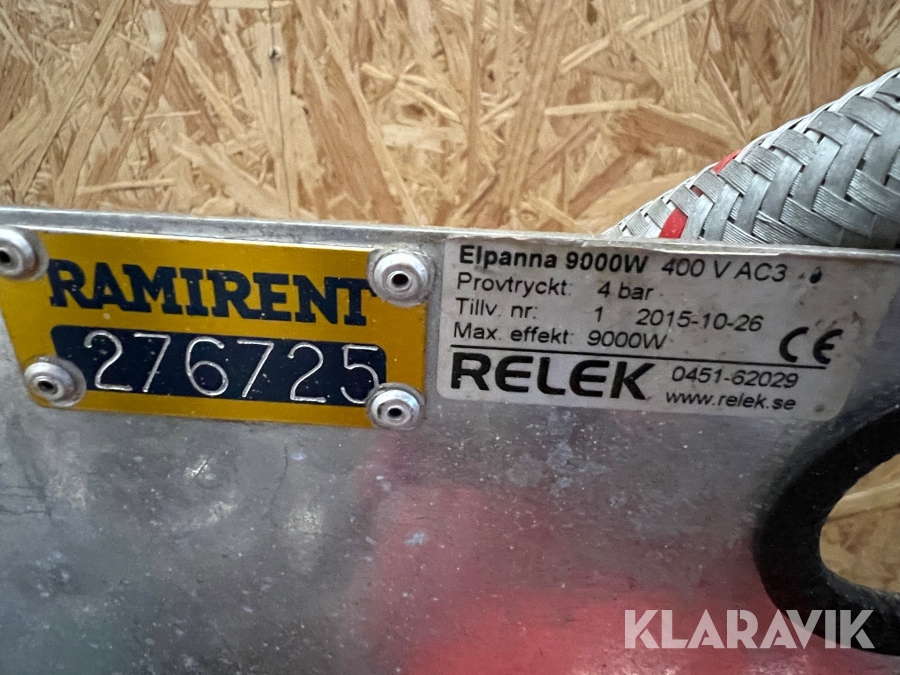 RAMIRENT
276725
Elpanna 9000W 400 V AC3
Provtryckt: 4 bar
Tillv. nr: 1 2015-10-26
Max. effekt: 9000W
CE
RELEK 0451-62029
www.relek.se
KLARAVIK